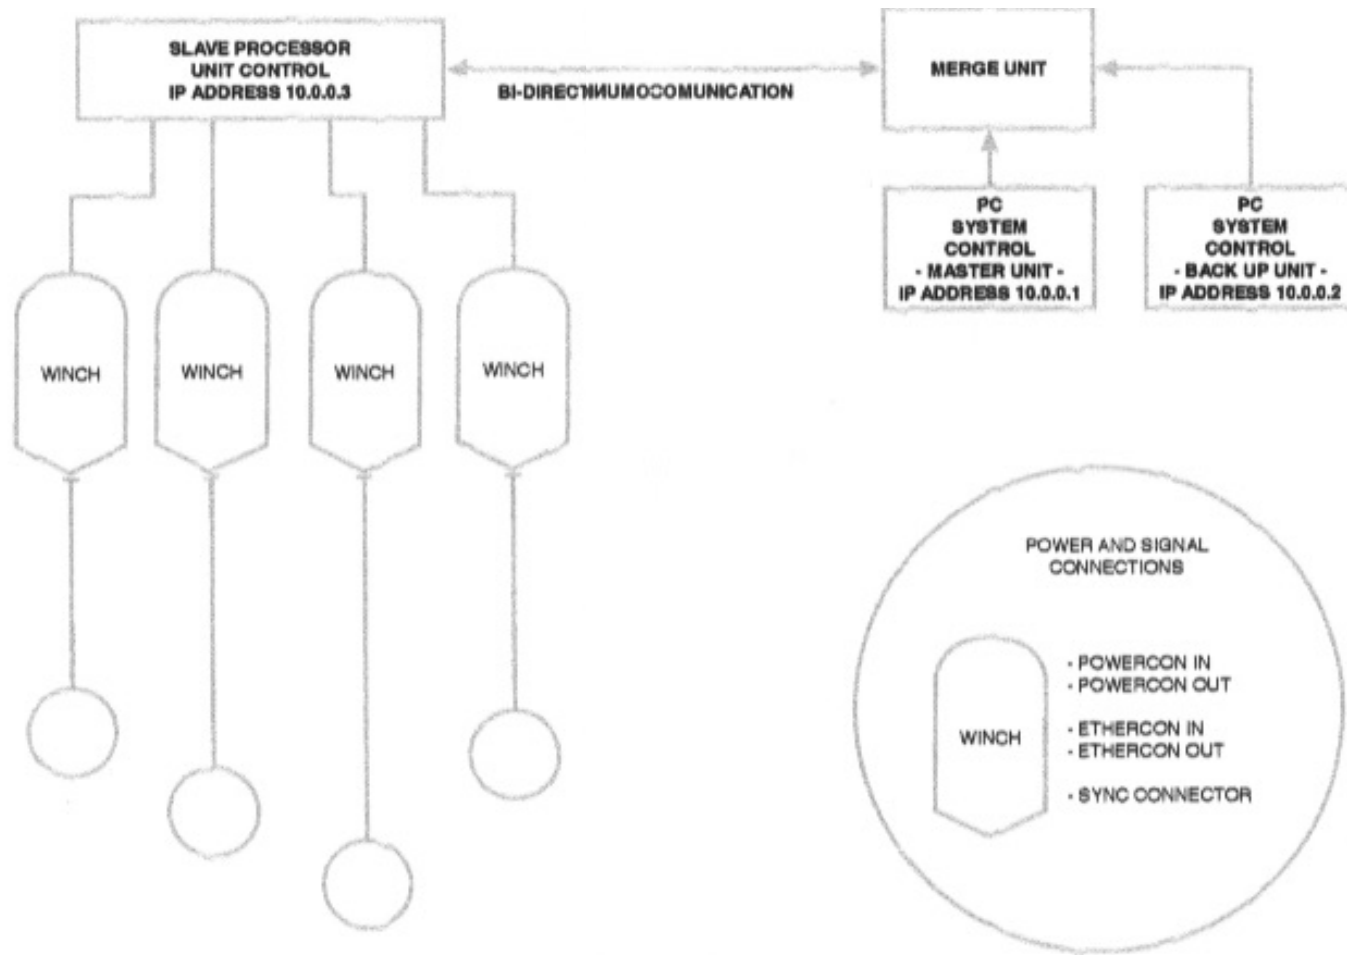 SLAVE PROCESSOR
UNIT CONTROL
IP ADDRESS 10.0.0.3
MERGE UNIT
PC
SYSTEM
CONTROL
- MASTER UNIT -
IP ADDRESS 10.0.0.1
PC
SYSTEM
CONTROL
- BACK UP UNIT -
IP ADDRESS 10.0.0.2
WINCH
WINCH
WINCH
WINCH
POWER AND SIGNAL
CONNECTIONS
WINCH
- POWERCON IN
- POWERCON OUT
- ETHERCON IN
- ETHERCON OUT
- SYNC CONNECTOR